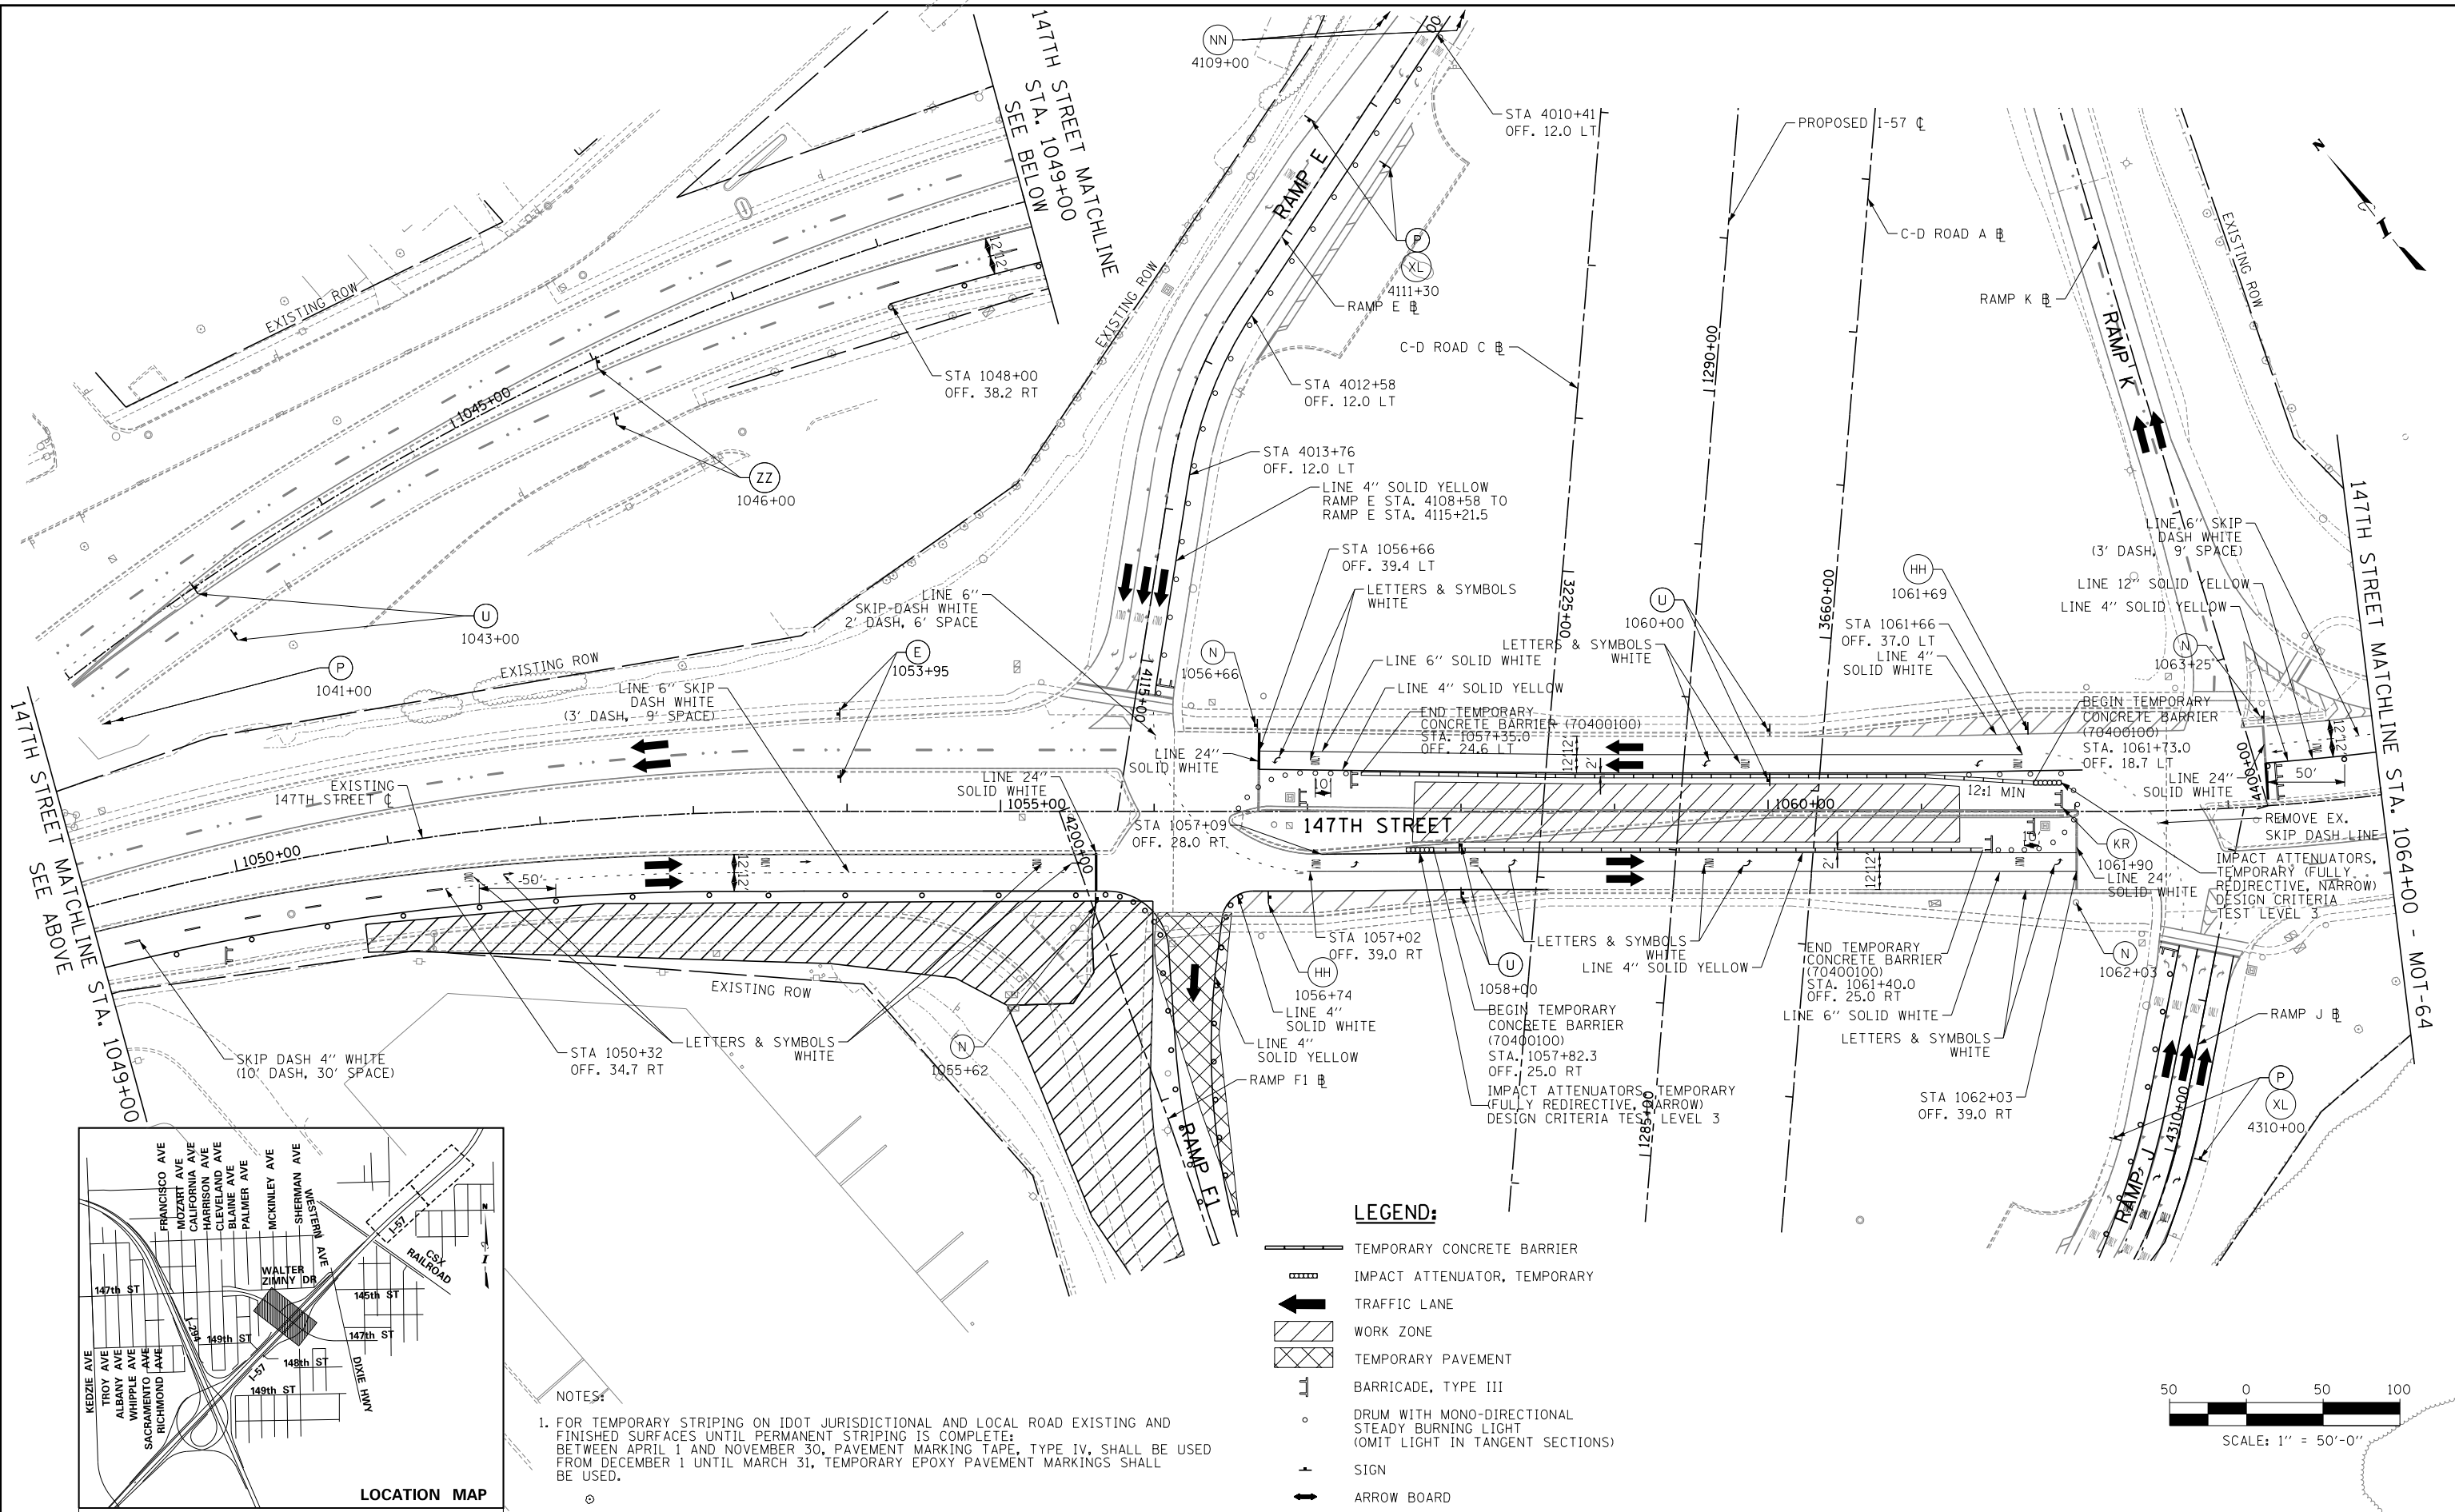 147TH STREET MATCHLINE
STA. 1049+00
SEE BELOW
NN
4109+00
STA 4010+41
OFF. 12.0 LT
PROPOSED I-57 ℄
C-D ROAD A B̲L
RAMP K B̲L
EXISTING ROW
N
RAMP E
P
XL
4111+30
RAMP E B̲L
C-D ROAD C B̲L
1290+00
RAMP K
EXISTING ROW
EXISTING ROW
12'
12'
1045+00
STA 1048+00
OFF. 38.2 RT
STA 4012+58
OFF. 12.0 LT
STA 4013+76
OFF. 12.0 LT
LINE 4" SOLID YELLOW
RAMP E STA. 4108+58 TO
RAMP E STA. 4115+21.5
ZZ
1046+00
U
1043+00
P
1041+00
STA 1056+66
OFF. 39.4 LT
LETTERS & SYMBOLS
WHITE
3225+00
3660+00
U
1060+00
HH
1061+69
LINE 6" SKIP
DASH WHITE
(3' DASH, 9' SPACE)
LINE 12" SOLID YELLOW
LINE 4" SOLID YELLOW
147TH STREET MATCHLINE STA. 1064+00 - MOT-64
LINE 6"
SKIP-DASH WHITE
2' DASH, 6' SPACE
EXISTING ROW
E
1053+95
LINE 6" SKIP
DASH WHITE
(3' DASH, 9' SPACE)
4115+00
N
1056+66
LINE 6" SOLID WHITE
LINE 4" SOLID YELLOW
LETTERS & SYMBOLS
WHITE
STA 1061+66
OFF. 37.0 LT
LINE 4"
SOLID WHITE
N
1063+25
END TEMPORARY
CONCRETE BARRIER (70400100)
STA. 1057+35.0
OFF. 24.6 LT
BEGIN TEMPORARY
CONCRETE BARRIER
(70400100)
STA. 1061+73.0
OFF. 18.7 LT
LINE 24"
SOLID WHITE
LINE 24"
SOLID WHITE
LINE 24"
SOLID WHITE
12'
12'
2'
10'
12:1 MIN
4400+00
12'
12'
50'
EXISTING
147TH STREET ℄
147TH STREET MATCHLINE STA. 1049+00
SEE ABOVE
1050+00
1055+00
4200+00
1060+00
147TH STREET
STA 1057+09
OFF. 28.0 RT
REMOVE EX.
SKIP DASH LINE
KR
1061+90
10'
LINE 24"
SOLID WHITE
IMPACT ATTENUATORS,
TEMPORARY (FULLY
REDIRECTIVE, NARROW)
DESIGN CRITERIA
TEST LEVEL 3
50'
12'
12'
2'
12'
12'
STA 1057+02
OFF. 39.0 RT
HH
1056+74
LINE 4"
SOLID WHITE
LINE 4"
SOLID YELLOW
U
1058+00
LETTERS & SYMBOLS
WHITE
LINE 4" SOLID YELLOW
END TEMPORARY
CONCRETE BARRIER
(70400100)
STA. 1061+40.0
OFF. 25.0 RT
LINE 6" SOLID WHITE
LETTERS & SYMBOLS
WHITE
N
1062+03
STA 1062+03
OFF. 39.0 RT
BEGIN TEMPORARY
CONCRETE BARRIER
(70400100)
STA. 1057+82.3
OFF. 25.0 RT
IMPACT ATTENUATORS, TEMPORARY
(FULLY REDIRECTIVE, NARROW)
DESIGN CRITERIA TEST LEVEL 3
1285+00
EXISTING ROW
SKIP DASH 4" WHITE
(10' DASH, 30' SPACE)
STA 1050+32
OFF. 34.7 RT
LETTERS & SYMBOLS
WHITE
N
1055+62
RAMP F1 B̲L
RAMP F1
RAMP J B̲L
P
XL
4310+00
4310+00
RAMP J
FRANCISCO AVE
MOZART AVE
CALIFORNIA AVE
HARRISON AVE
CLEVELAND AVE
BLAINE AVE
PALMER AVE
MCKINLEY AVE
SHERMAN AVE
WESTERN AVE
I-57
CSX
RAILROAD
N
WALTER
ZIMNY DR
147th ST
145th ST
I-294
149th ST
147th ST
148th ST
I-57
149th ST
DIXIE HWY
KEDZIE AVE
TROY AVE
ALBANY AVE
WHIPPLE AVE
SACRAMENTO AVE
RICHMOND AVE
LOCATION MAP
NOTES:
1. FOR TEMPORARY STRIPING ON IDOT JURISDICTIONAL AND LOCAL ROAD EXISTING AND
FINISHED SURFACES UNTIL PERMANENT STRIPING IS COMPLETE:
BETWEEN APRIL 1 AND NOVEMBER 30, PAVEMENT MARKING TAPE, TYPE IV, SHALL BE USED
FROM DECEMBER 1 UNTIL MARCH 31, TEMPORARY EPOXY PAVEMENT MARKINGS SHALL
BE USED.
LEGEND:
TEMPORARY CONCRETE BARRIER
IMPACT ATTENUATOR, TEMPORARY
TRAFFIC LANE
WORK ZONE
TEMPORARY PAVEMENT
BARRICADE, TYPE III
DRUM WITH MONO-DIRECTIONAL
STEADY BURNING LIGHT
(OMIT LIGHT IN TANGENT SECTIONS)
SIGN
ARROW BOARD
50 0 50 100
SCALE: 1" = 50'-0"